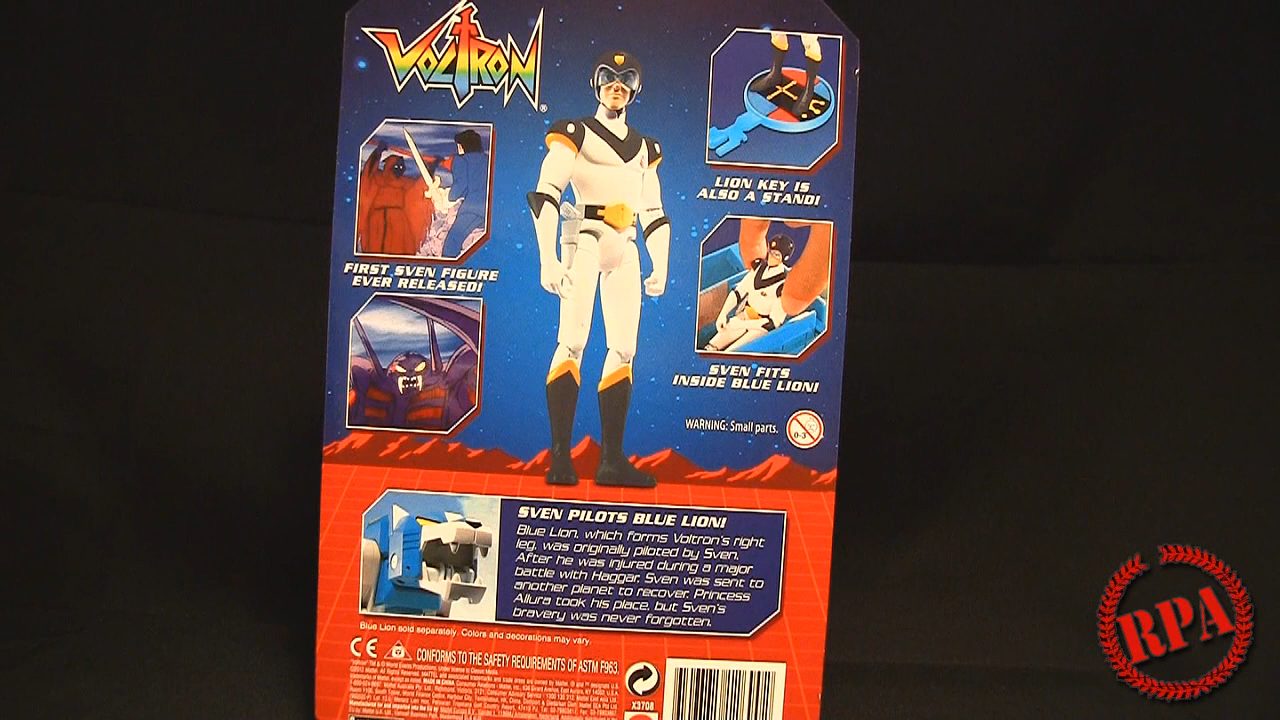 VOLTRON
®
FIRST SVEN FIGURE
EVER RELEASED!
LION KEY IS
ALSO A STAND!
SVEN FITS
INSIDE BLUE LION!
WARNING: Small parts.
0-3
SVEN PILOTS BLUE LION!
Blue Lion, which forms Voltron's right
leg, was originally piloted by Sven.
After he was injured during a major
battle with Haggar, Sven was sent to
another planet to recover. Princess
Allura took his place, but Sven's
bravery was never forgotten.
Blue Lion sold separately. Colors and decorations may vary.
CE
CONFORMS TO THE SAFETY REQUIREMENTS OF ASTM F963.
X3708
RPA